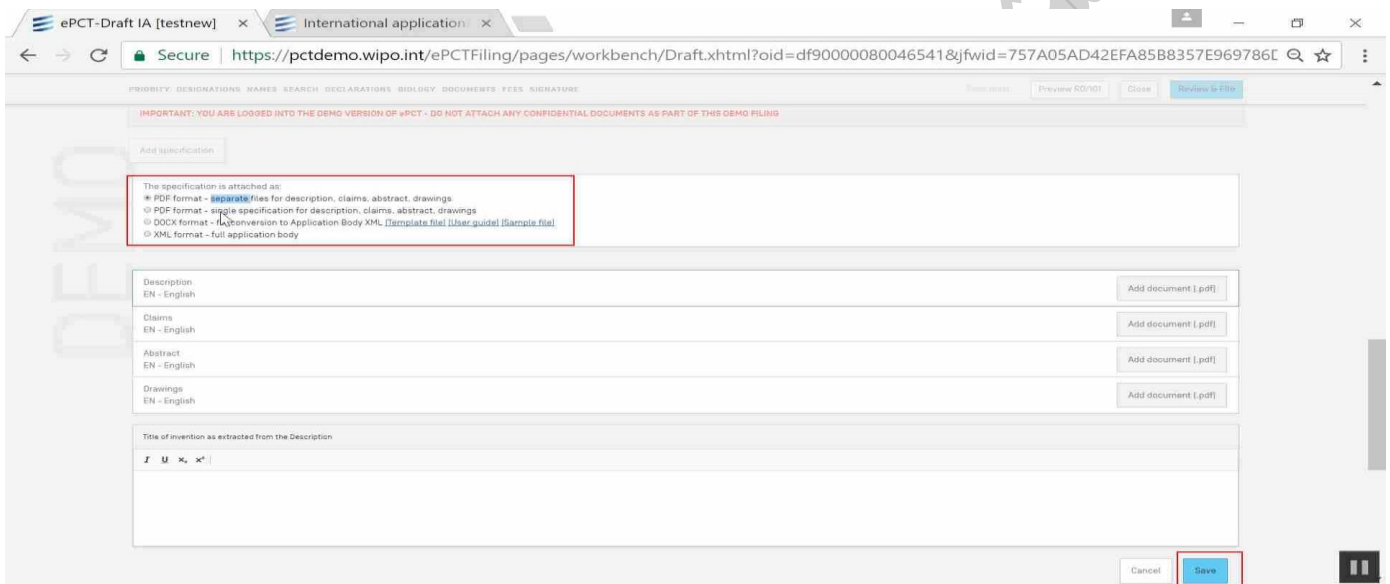 ePCT-Draft IA [testnew] × International application ×
Secure | https://pctdemo.wipo.int/ePCTFiling/pages/workbench/Draft.xhtml?oid=df90000080046541&jfwid=757A05AD42EFA85B8357E969786D
PRIORITY DESIGNATIONS NAMES SEARCH DECLARATIONS BIOLOGY DOCUMENTS FEES SIGNATURE Preview RO/101 Close Review & File
IMPORTANT: YOU ARE LOGGED INTO THE DEMO VERSION OF ePCT - DO NOT ATTACH ANY CONFIDENTIAL DOCUMENTS AS PART OF THIS DEMO FILING
Add specification
DEMO
The specification is attached as:
PDF format - separate files for description, claims, abstract, drawings
PDF format - single specification for description, claims, abstract, drawings
DOCX format - conversion to Application Body XML [Template file] [User guide] [Sample file]
XML format - full application body
Description
EN - English
Add document [.pdf]
Claims
EN - English
Add document [.pdf]
Abstract
EN - English
Add document [.pdf]
Drawings
EN - English
Add document [.pdf]
Title of invention as extracted from the Description
I U ×₊ ×⁺
Cancel Save